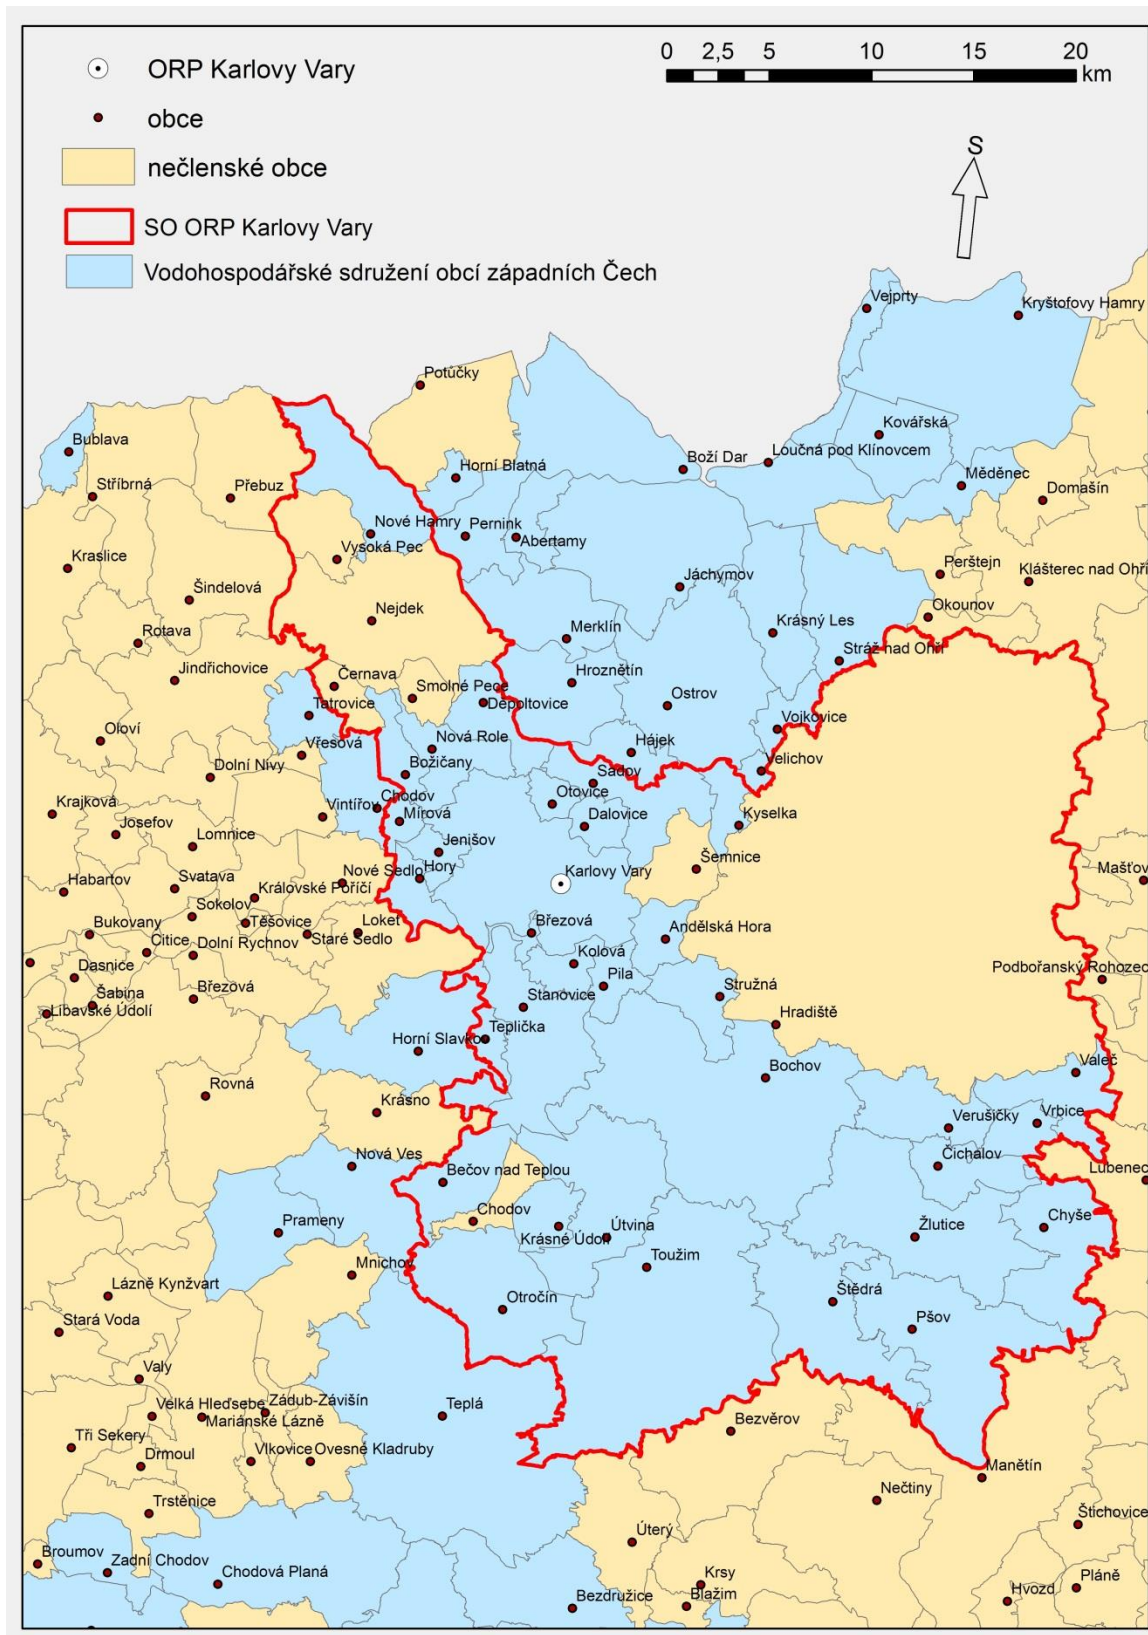 ORP Karlovy Vary
obce
nečlenské obce
SO ORP Karlovy Vary
Vodohospodářské sdružení obcí západních Čech
0 2,5 5 10 15 20
km
S
Vejprty
Kryštofovy Hamry
Potůčky
Kovářská
Bublava
Boží Dar
Loučná pod Klínovcem
Horní Blatná
Měděnec
Stříbrná
Přebuz
Domašín
Nové Hamry
Pernink
Abertamy
Vysoká Pec
Kraslice
Perštejn
Klášterec nad Ohří
Jáchymov
Šindelová
Okounov
Nejdek
Krásný Les
Rotava
Merklín
Stráž nad Ohří
Jindřichovice
Hroznětín
Černava
Smolné Pece
Děpoltovice
Ostrov
Tatrovice
Vojkovice
Oloví
Nová Role
Hájek
Vřesová
Božičany
Velichov
Dolní Nivy
Sadov
Otovice
Krajková
Chodov
Vintířov
Mírová
Dalovice
Kyselka
Josefov
Lomnice
Jenišov
Šemnice
Mašťov
Habartov
Svatava
Nové Sedlo
Hory
Karlovy Vary
Královské Poříčí
Sokolov
Těšovice
Bukovany
Staré Sedlo
Loket
Březová
Andělská Hora
Citice
Dolní Rychnov
Kolová
Dasnice
Pila
Podbořanský Rohozec
Šabina
Březová
Stanovice
Stružná
Libavské Údolí
Hradiště
Teplička
Horní Slavkov
Bochov
Valeč
Rovná
Krásno
Verušičky
Vrbice
Nová Ves
Bečov nad Teplou
Čichalov
Lubenec
Prameny
Chodov
Krásné Údolí
Útvina
Žlutice
Chyše
Toužim
Mnichov
Lázně Kynžvart
Otročín
Štědrá
Stará Voda
Pšov
Valy
Velká Hleďsebe
Zádub-Závišín
Mariánské Lázně
Teplá
Bezvěrov
Tři Sekery
Drmoul
Vlkovice
Ovesné Kladruby
Manětín
Nečtiny
Trstěnice
Štichovice
Úterý
Broumov
Zadní Chodov
Chodová Planá
Krsy
Pláně
Bezdružice
Blažim
Hvozd